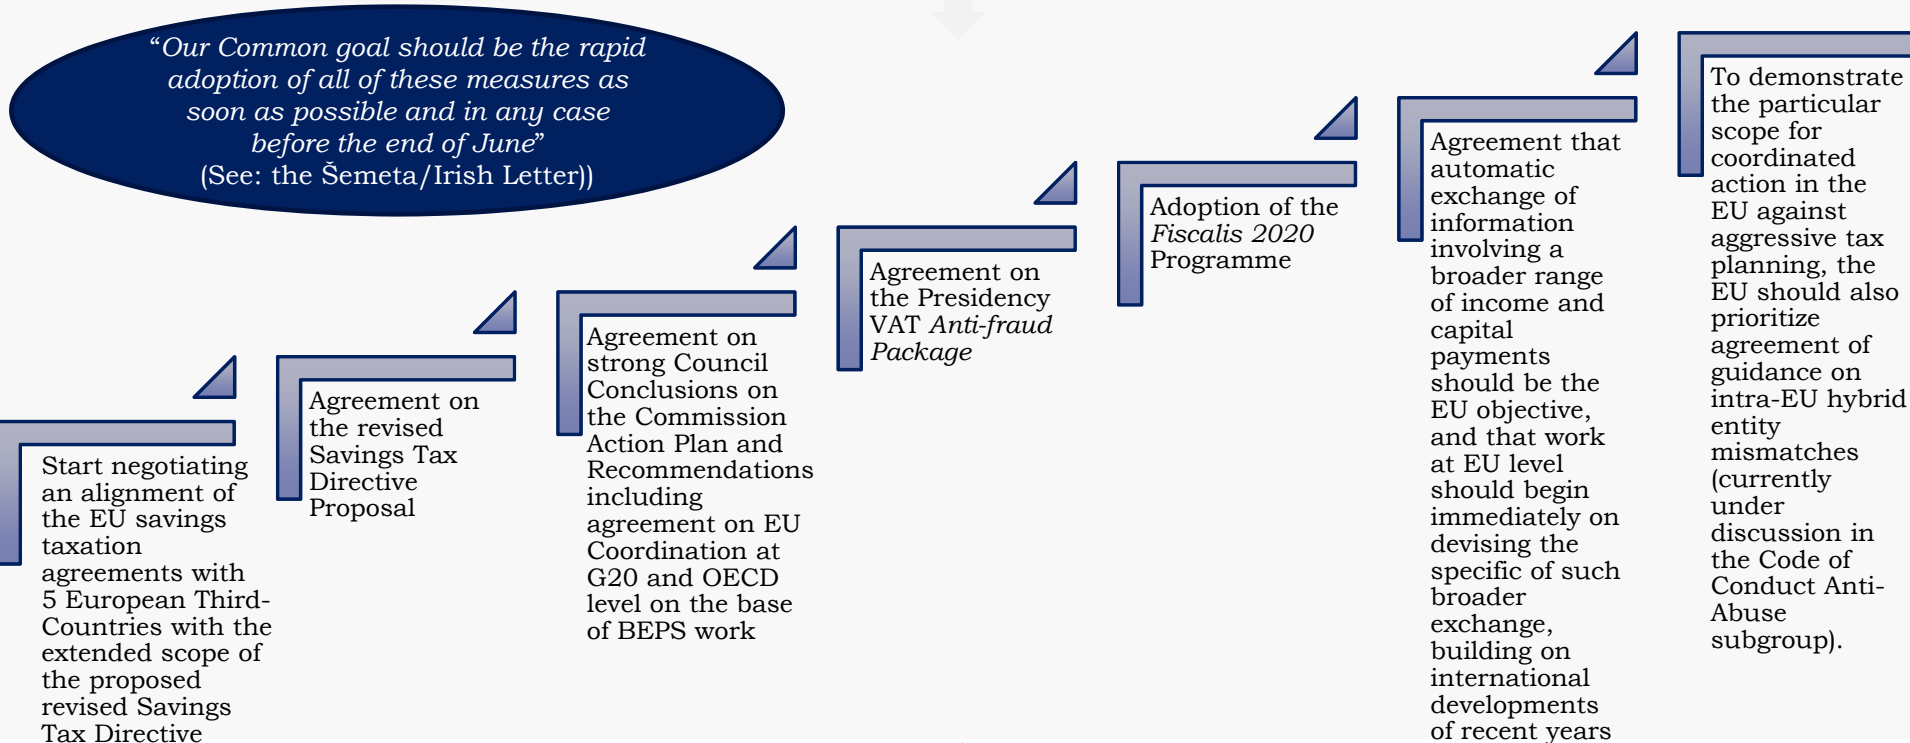 “Our Common goal should be the rapid
adoption of all of these measures as
soon as possible and in any case
before the end of June”
(See: the Šemeta/Irish Letter))
Start negotiating
an alignment of
the EU savings
taxation
agreements with
5 European Third-
Countries with the
extended scope of
the proposed
revised Savings
Tax Directive
Agreement on
the revised
Savings Tax
Directive
Proposal
Agreement on
strong Council
Conclusions on
the Commission
Action Plan and
Recommendations
including
agreement on EU
Coordination at
G20 and OECD
level on the base
of BEPS work
Agreement on
the Presidency
VAT Anti-fraud
Package
Adoption of the
Fiscalis 2020
Programme
Agreement that
automatic
exchange of
information
involving a
broader range
of income and
capital
payments
should be the
EU objective,
and that work
at EU level
should begin
immediately on
devising the
specific of such
broader
exchange,
building on
international
developments
of recent years
To demonstrate
the particular
scope for
coordinated
action in the
EU against
aggressive tax
planning, the
EU should also
prioritize
agreement of
guidance on
intra-EU hybrid
entity
mismatches
(currently
under
discussion in
the Code of
Conduct Anti-
Abuse
subgroup).